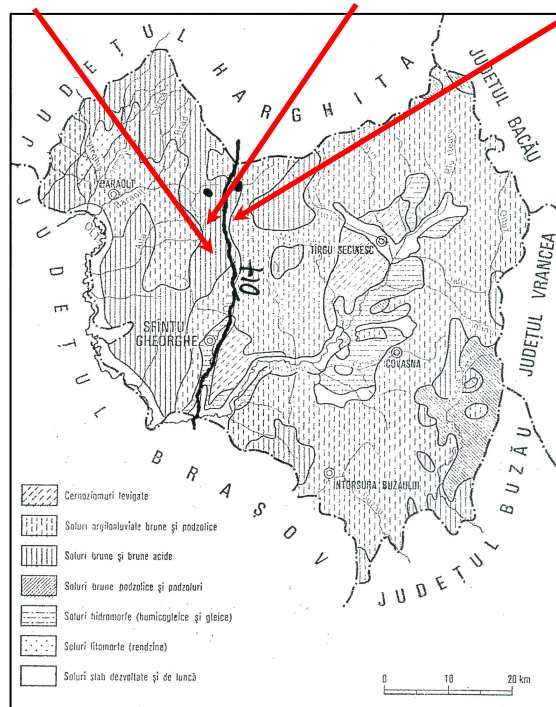 JUDEȚUL HARGHITA
JUDEȚUL BACĂU
JUDEȚUL VRANCEA
JUDEȚUL BUZĂU
JUDEȚUL BRAȘOV
BARAOLT
TÎRGU SECUIESC
OLT
SFÎNTU GHEORGHE
COVASNA
ÎNTORSURA BUZAULUI
Cernoziomuri levigate
Soluri argiloaluviale brune și podzolice
Soluri brune și brune acide
Soluri brune podzolice și podzoluri
Soluri hidromorfe (humicogleice și gleice)
Soluri litomorfe (rendzine)
Soluri slab dezvoltate și de luncă
0 10 20 km